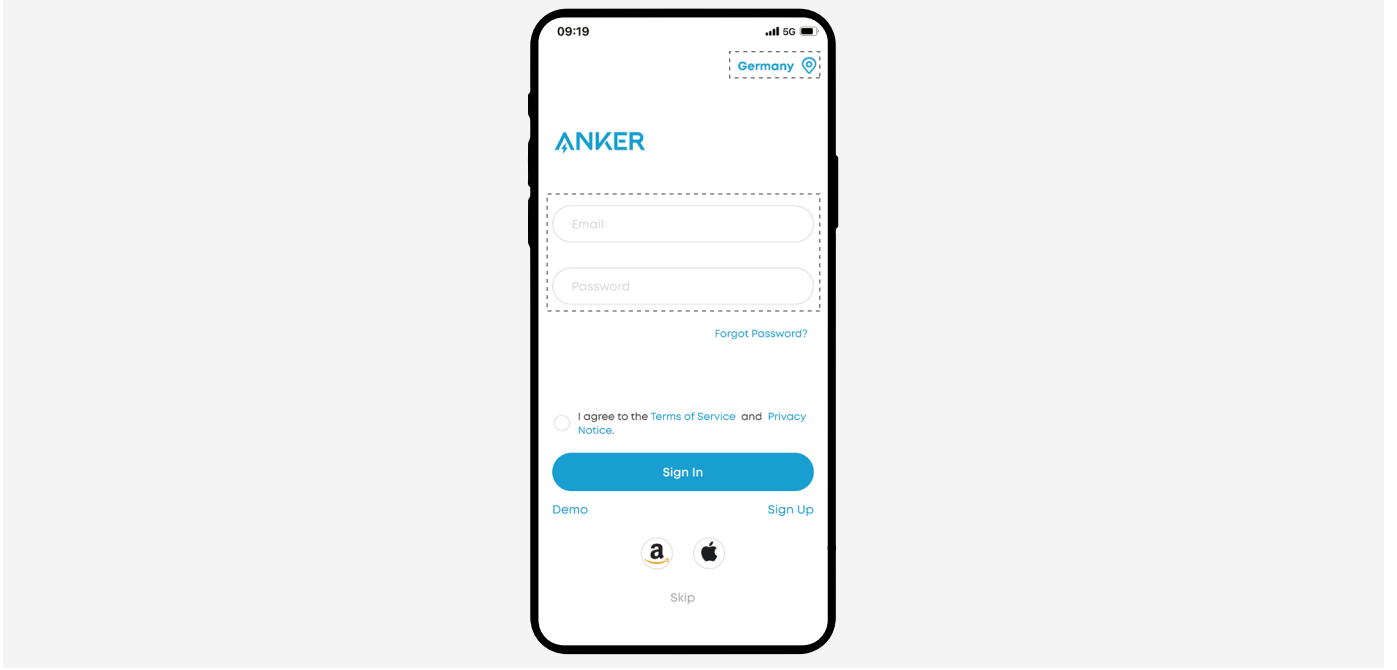 09:19 5G
Germany
ANKER
Email
Password
Forgot Password?
I agree to the Terms of Service and Privacy
Notice.
Sign In
Demo Sign Up
a
Skip